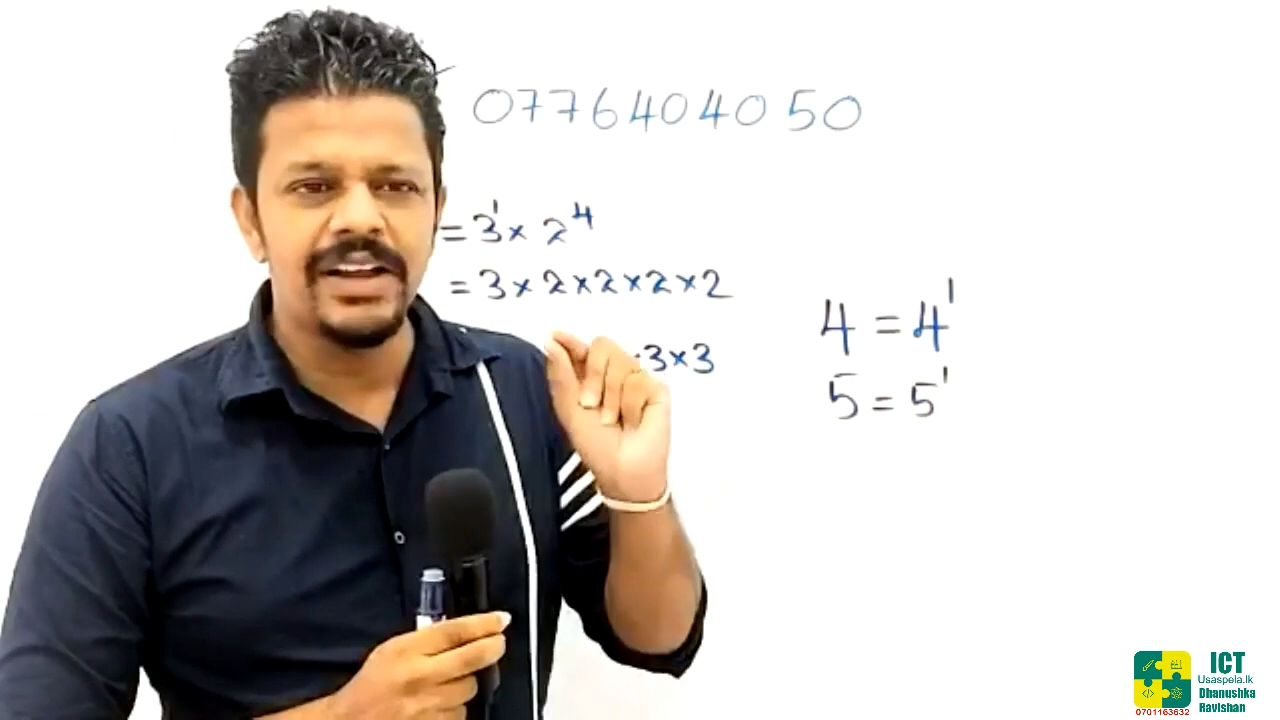 0776404050
= 3¹ × 2⁴
= 3 × 2 × 2 × 2 × 2
3 × 3
4 = 4¹
5 = 5¹
ICT
Usaspela.lk
Dhanushka
Ravishan
0701163632